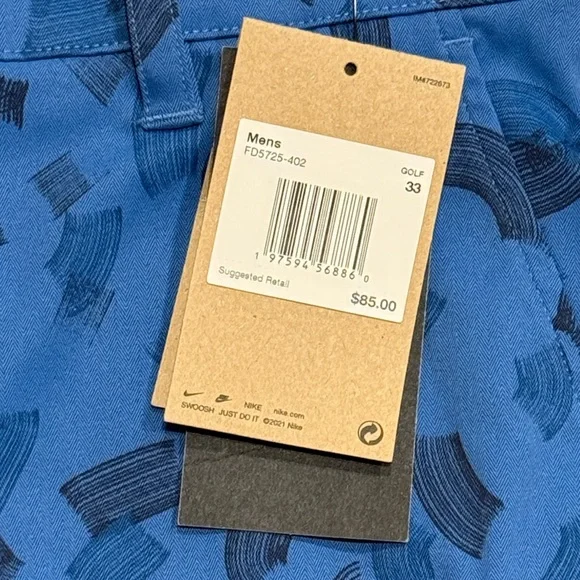 IM4722673
Mens
FD5725-402
GOLF
33
1 97594 56886 0
Suggested Retail
$85.00
NIKE nike.com
SWOOSH JUST DO IT ©2021 Nike